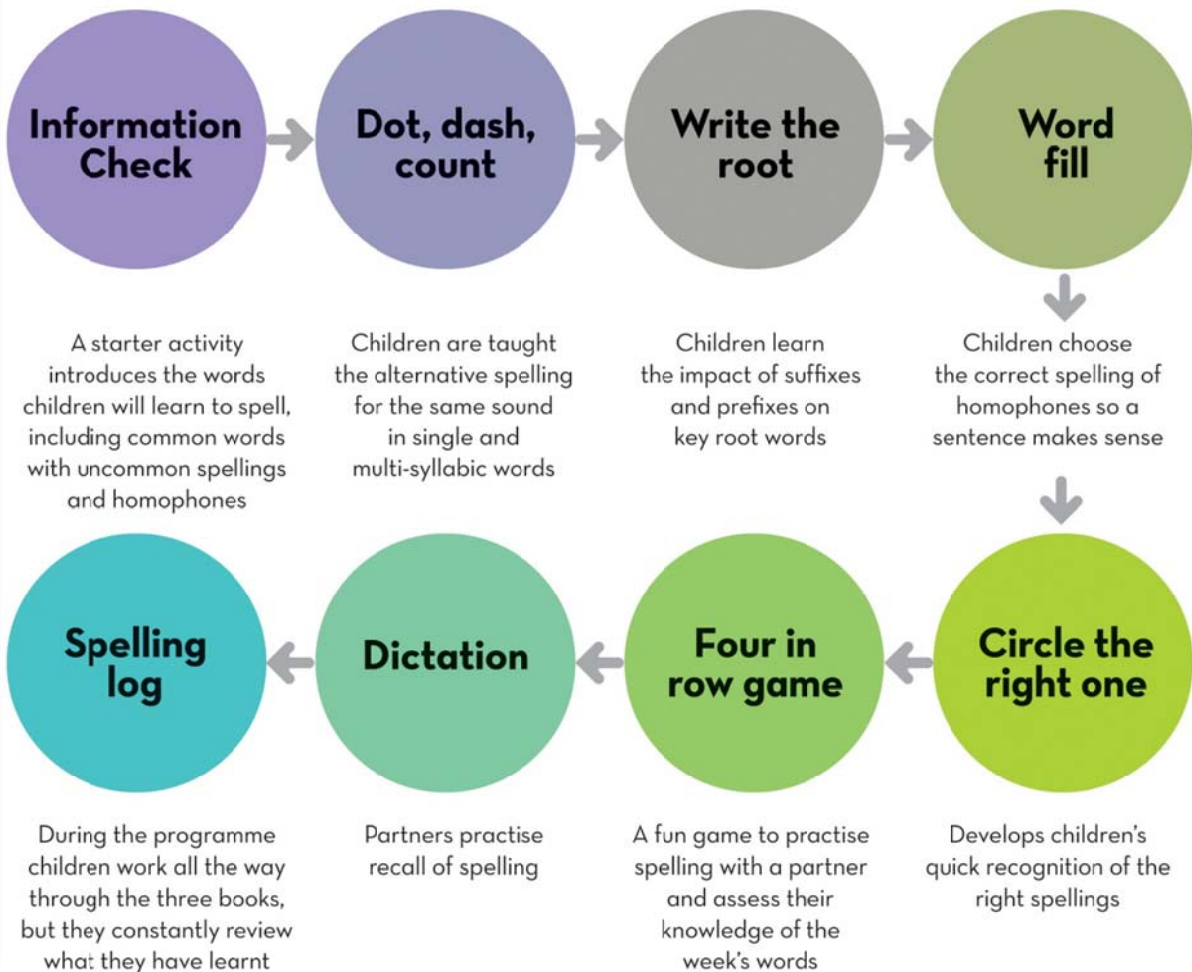 Information
Check
Dot, dash,
count
Write the
root
Word
fill
A starter activity
introduces the words
children will learn to spell,
including common words
with uncommon spellings
and homophones
Children are taught
the alternative spelling
for the same sound
in single and
multi-syllabic words
Children learn
the impact of suffixes
and prefixes on
key root words
Children choose
the correct spelling of
homophones so a
sentence makes sense
Circle the
right one
Develops children's
quick recognition of the
right spellings
Four in
row game
A fun game to practise
spelling with a partner
and assess their
knowledge of the
week's words
Dictation
Partners practise
recall of spelling
Spelling
log
During the programme
children work all the way
through the three books,
but they constantly review
what they have learnt